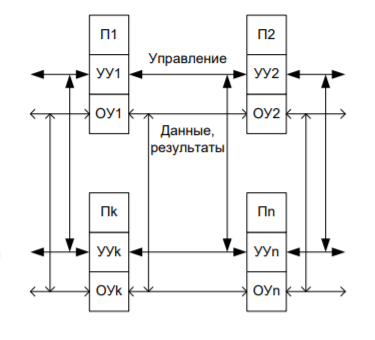 П1 П2
Управление
УУ1 УУ2
ОУ1 ОУ2
Данные,
результаты
Пk Пn
УУk УУn
ОУk ОУn